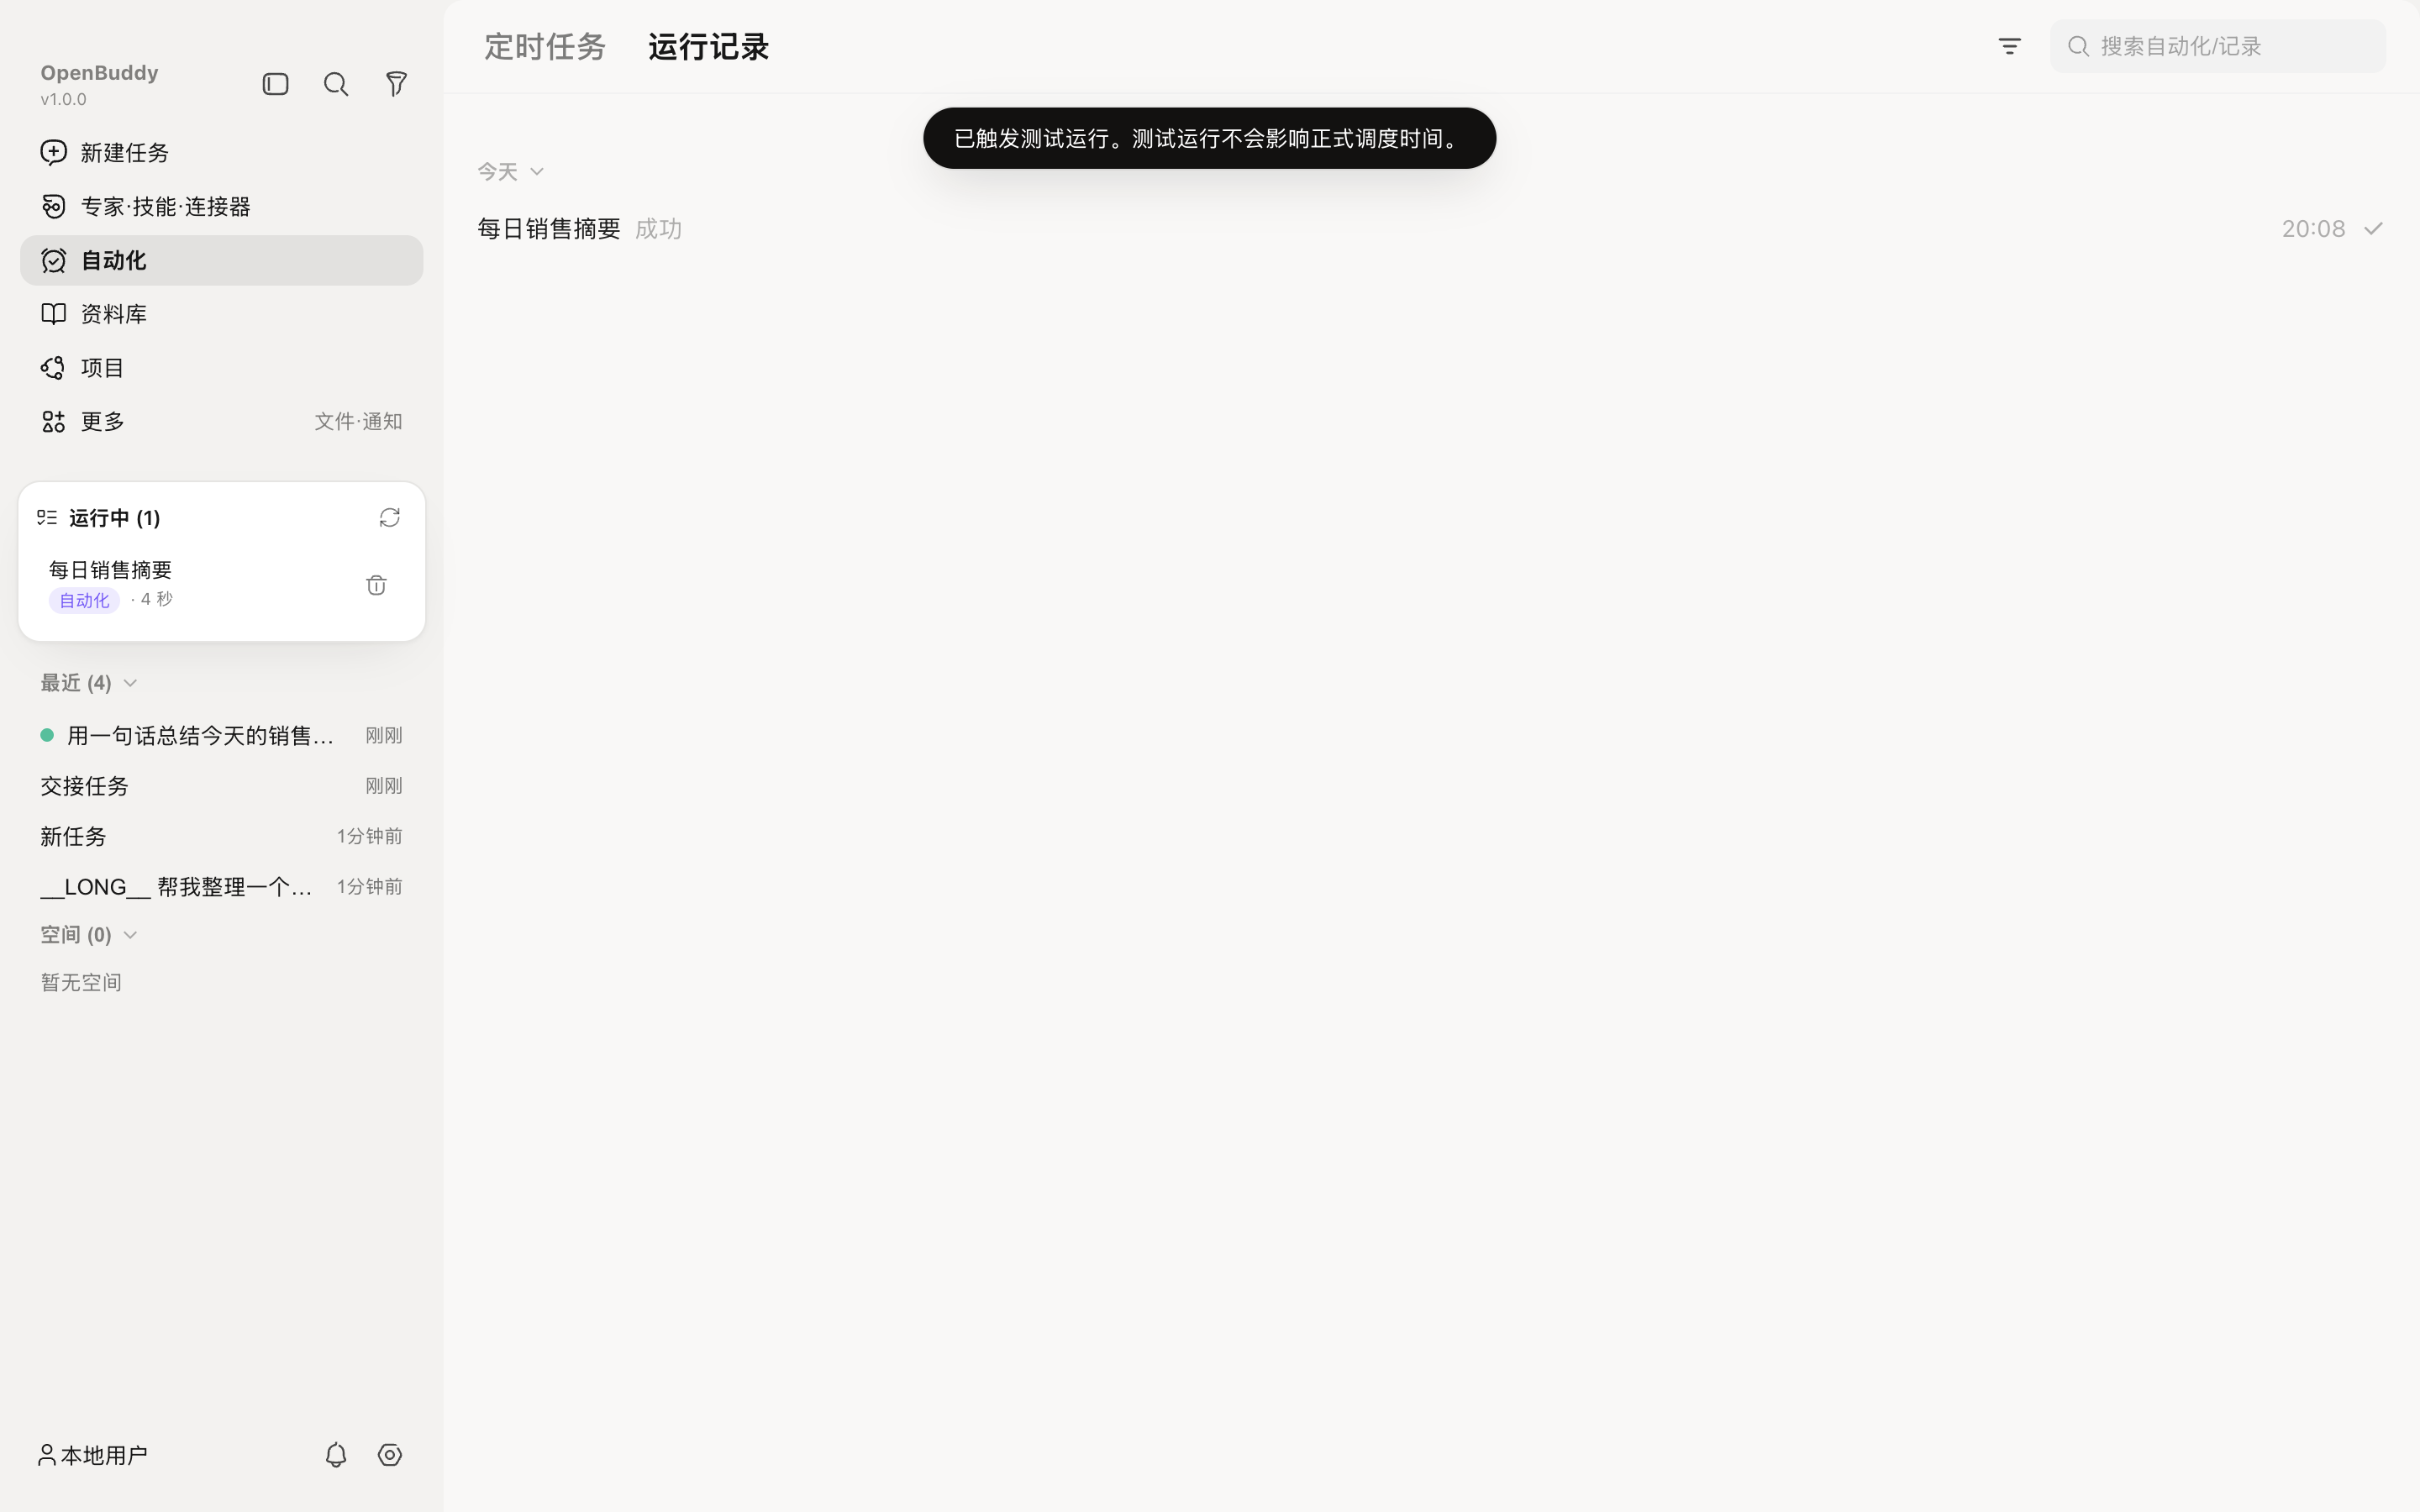 OpenBuddy
v1.0.0
新建任务
专家·技能·连接器
自动化
资料库
项目
更多 文件·通知
运行中 (1)
每日销售摘要
自动化 · 4 秒
最近 (4)
用一句话总结今天的销售… 刚刚
交接任务 刚刚
新任务 1分钟前
__LONG__ 帮我整理一个… 1分钟前
空间 (0)
暂无空间
本地用户
定时任务 运行记录 搜索自动化/记录
已触发测试运行。测试运行不会影响正式调度时间。
今天
每日销售摘要 成功 20:08